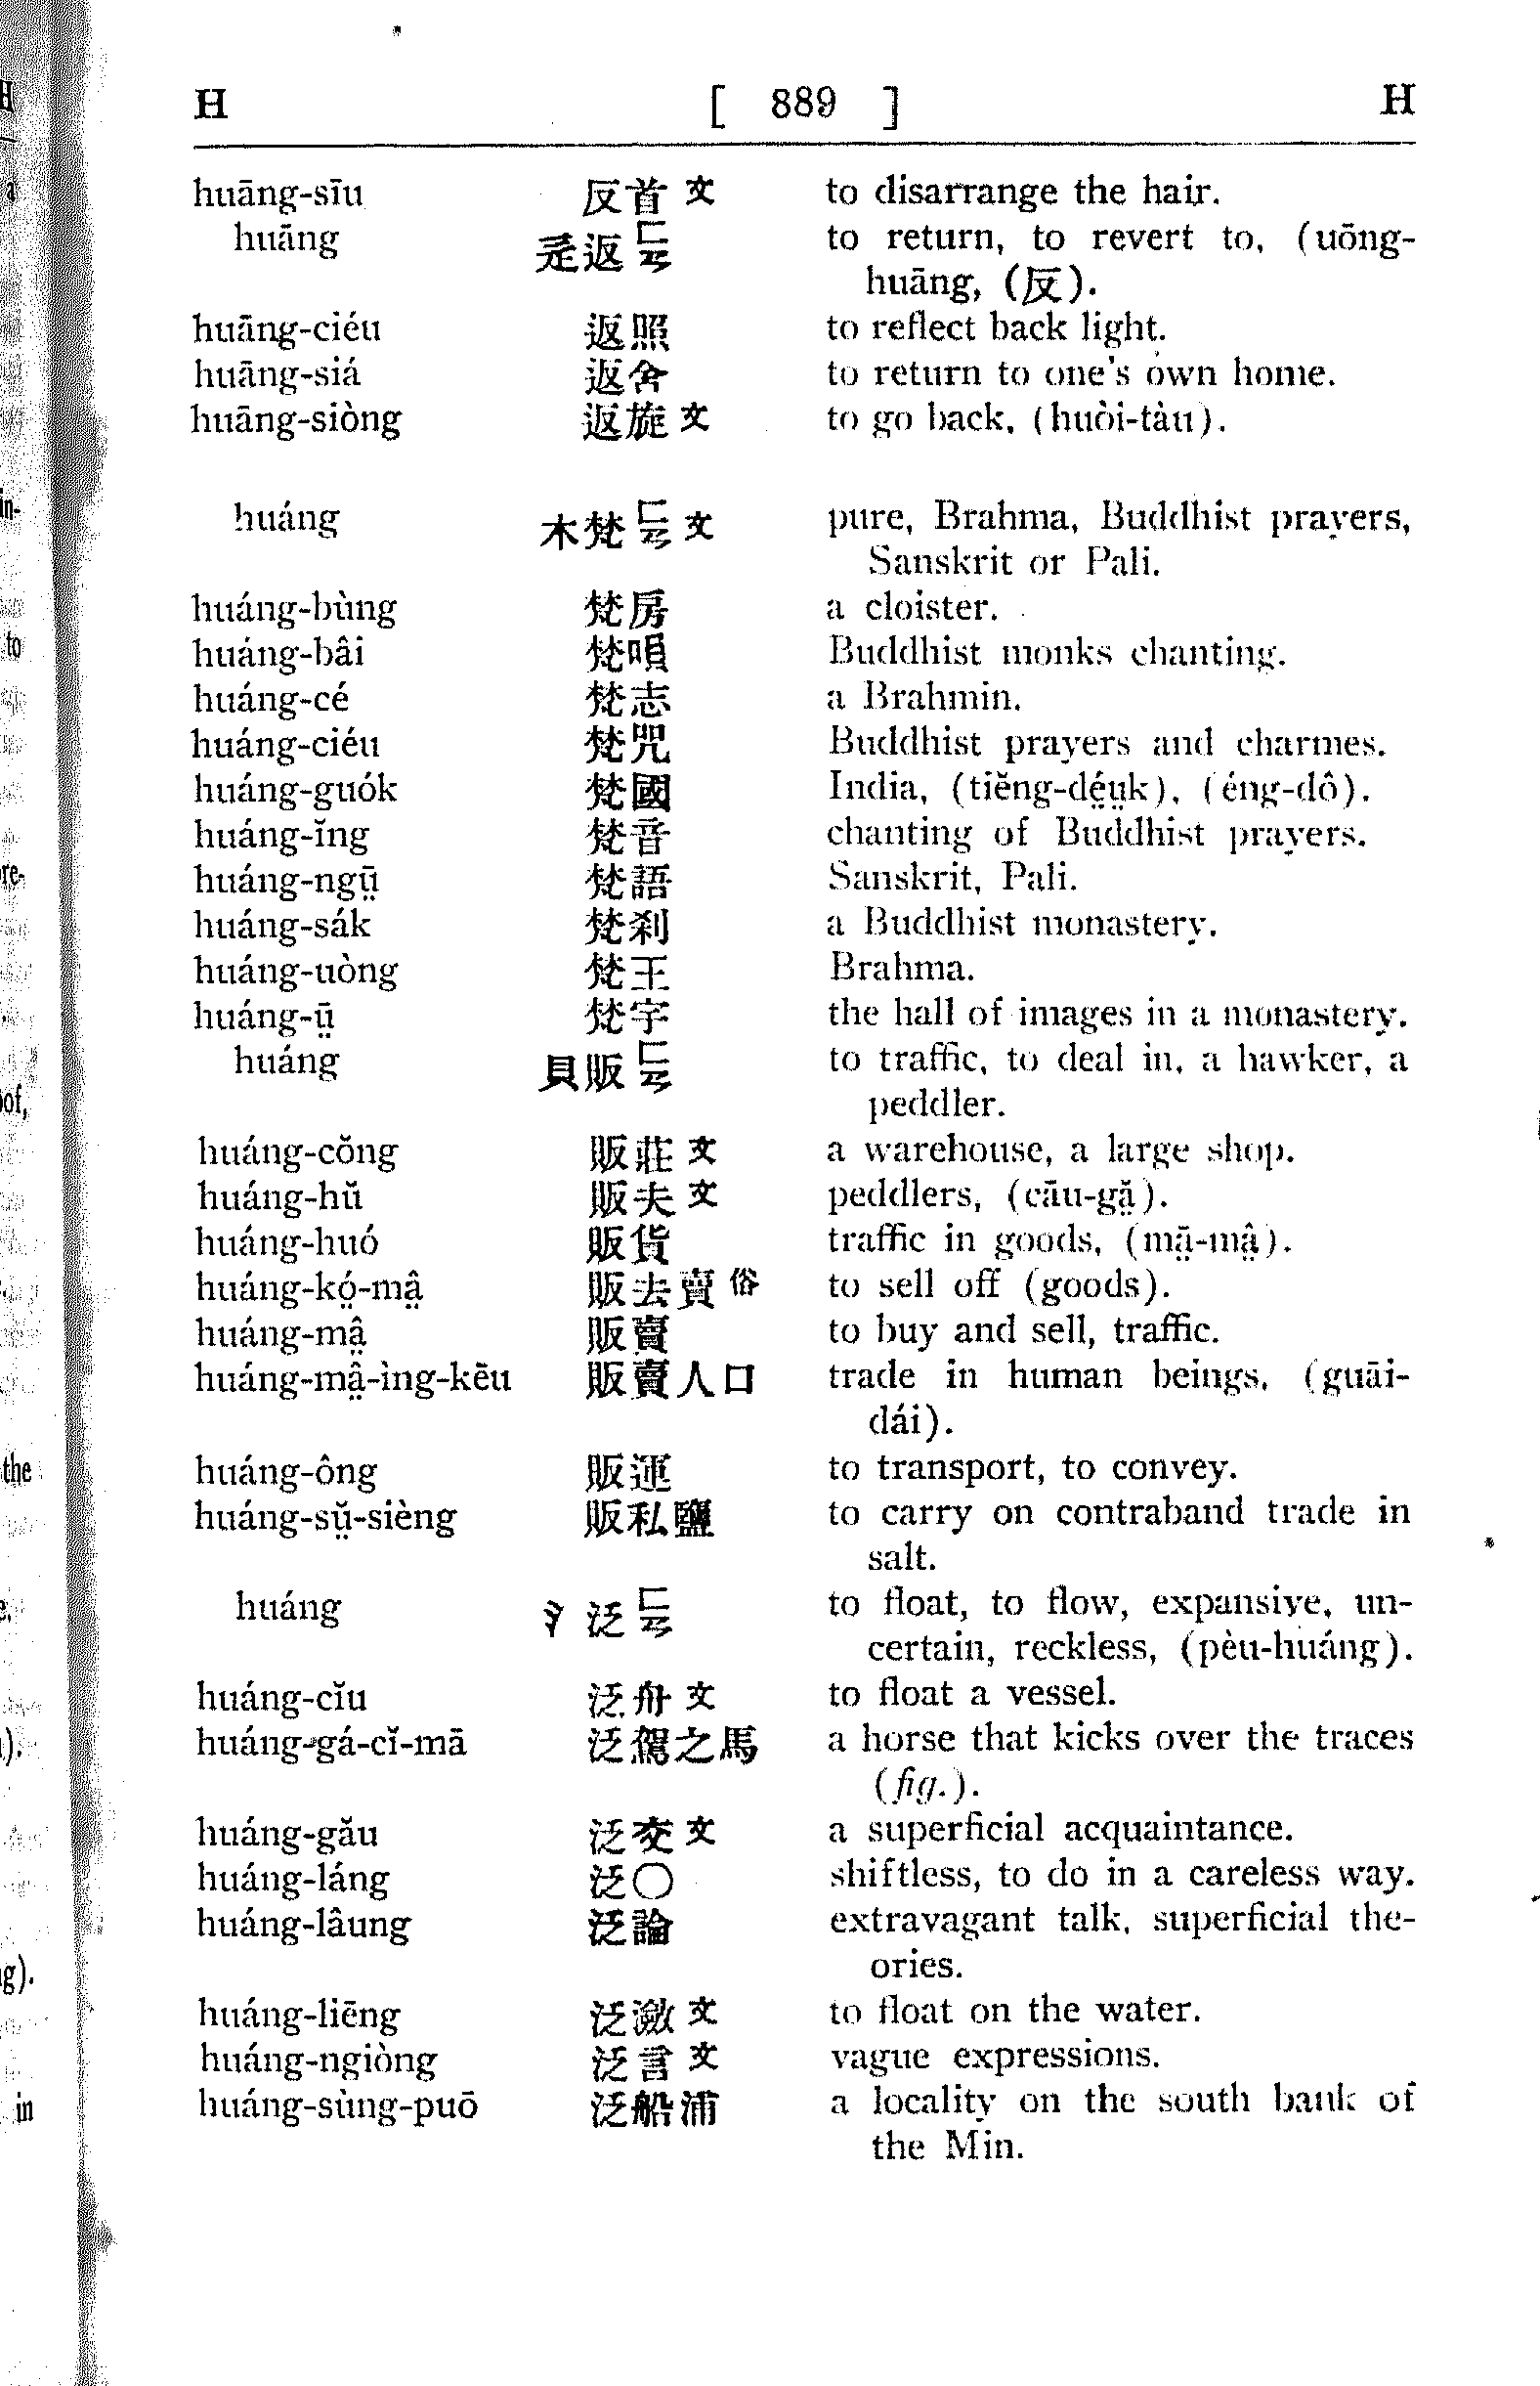 H [ 889 ] H
huāng-sīu 反首文 to disarrange the hair.
huāng 辵返ㄈㄢ to return, to revert to, (uōng-
huāng, (反).
huāng-ciéu 返照 to reflect back light.
huāng-siá 返舍 to return to one's own home.
huāng-siòng 返旋文 to go back, (huòi-tàu).
huáng 木梵ㄈㄢ文 pure, Brahma, Buddhist prayers,
Sanskrit or Pali.
huáng-bùng 梵房 a cloister.
huáng-bâi 梵唄 Buddhist monks chanting.
huáng-cé 梵志 a Brahmin.
huáng-ciéu 梵咒 Buddhist prayers and charmes.
huáng-guók 梵國 India, (tiĕng-dé̤ṳk), (éng-dô).
huáng-ĭng 梵音 chanting of Buddhist prayers.
huáng-ngṳ̄ 梵語 Sanskrit, Pali.
huáng-sák 梵刹 a Buddhist monastery.
huáng-uòng 梵王 Brahma.
huáng-ṳ̄ 梵宇 the hall of images in a monastery.
huáng 貝販ㄈㄢ to traffic, to deal in, a hawker, a
peddler.
huáng-cŏng 販莊文 a warehouse, a large shop.
huáng-hŭ 販夫文 peddlers, (cāu-gă̤).
huáng-huó 販貨 traffic in goods, (mā̤-mâ̤).
huáng-kó̤-mâ̤ 販去賣俗 to sell off (goods).
huáng-mâ̤ 販賣 to buy and sell, traffic.
huáng-mâ̤-ìng-kēu 販賣人口 trade in human beings, (guāi-
dái).
huáng-ông 販運 to transport, to convey.
huáng-sṳ̆-sièng 販私鹽 to carry on contraband trade in
salt.
huáng 氵泛ㄈㄢ to float, to flow, expansive, un-
certain, reckless, (pèu-huáng).
huáng-cĭu 泛舟文 to float a vessel.
huáng-gá-cĭ-mā 泛駕之馬 a horse that kicks over the traces
(fig.).
huáng-gău 泛交文 a superficial acquaintance.
huáng-láng 泛〇 shiftless, to do in a careless way.
huáng-lâung 泛論 extravagant talk, superficial the-
ories.
huáng-liēng 泛瀲文 to float on the water.
huáng-ngiòng 泛言文 vague expressions.
huáng-sùng-puō 泛船浦 a locality on the south bank of
the Min.